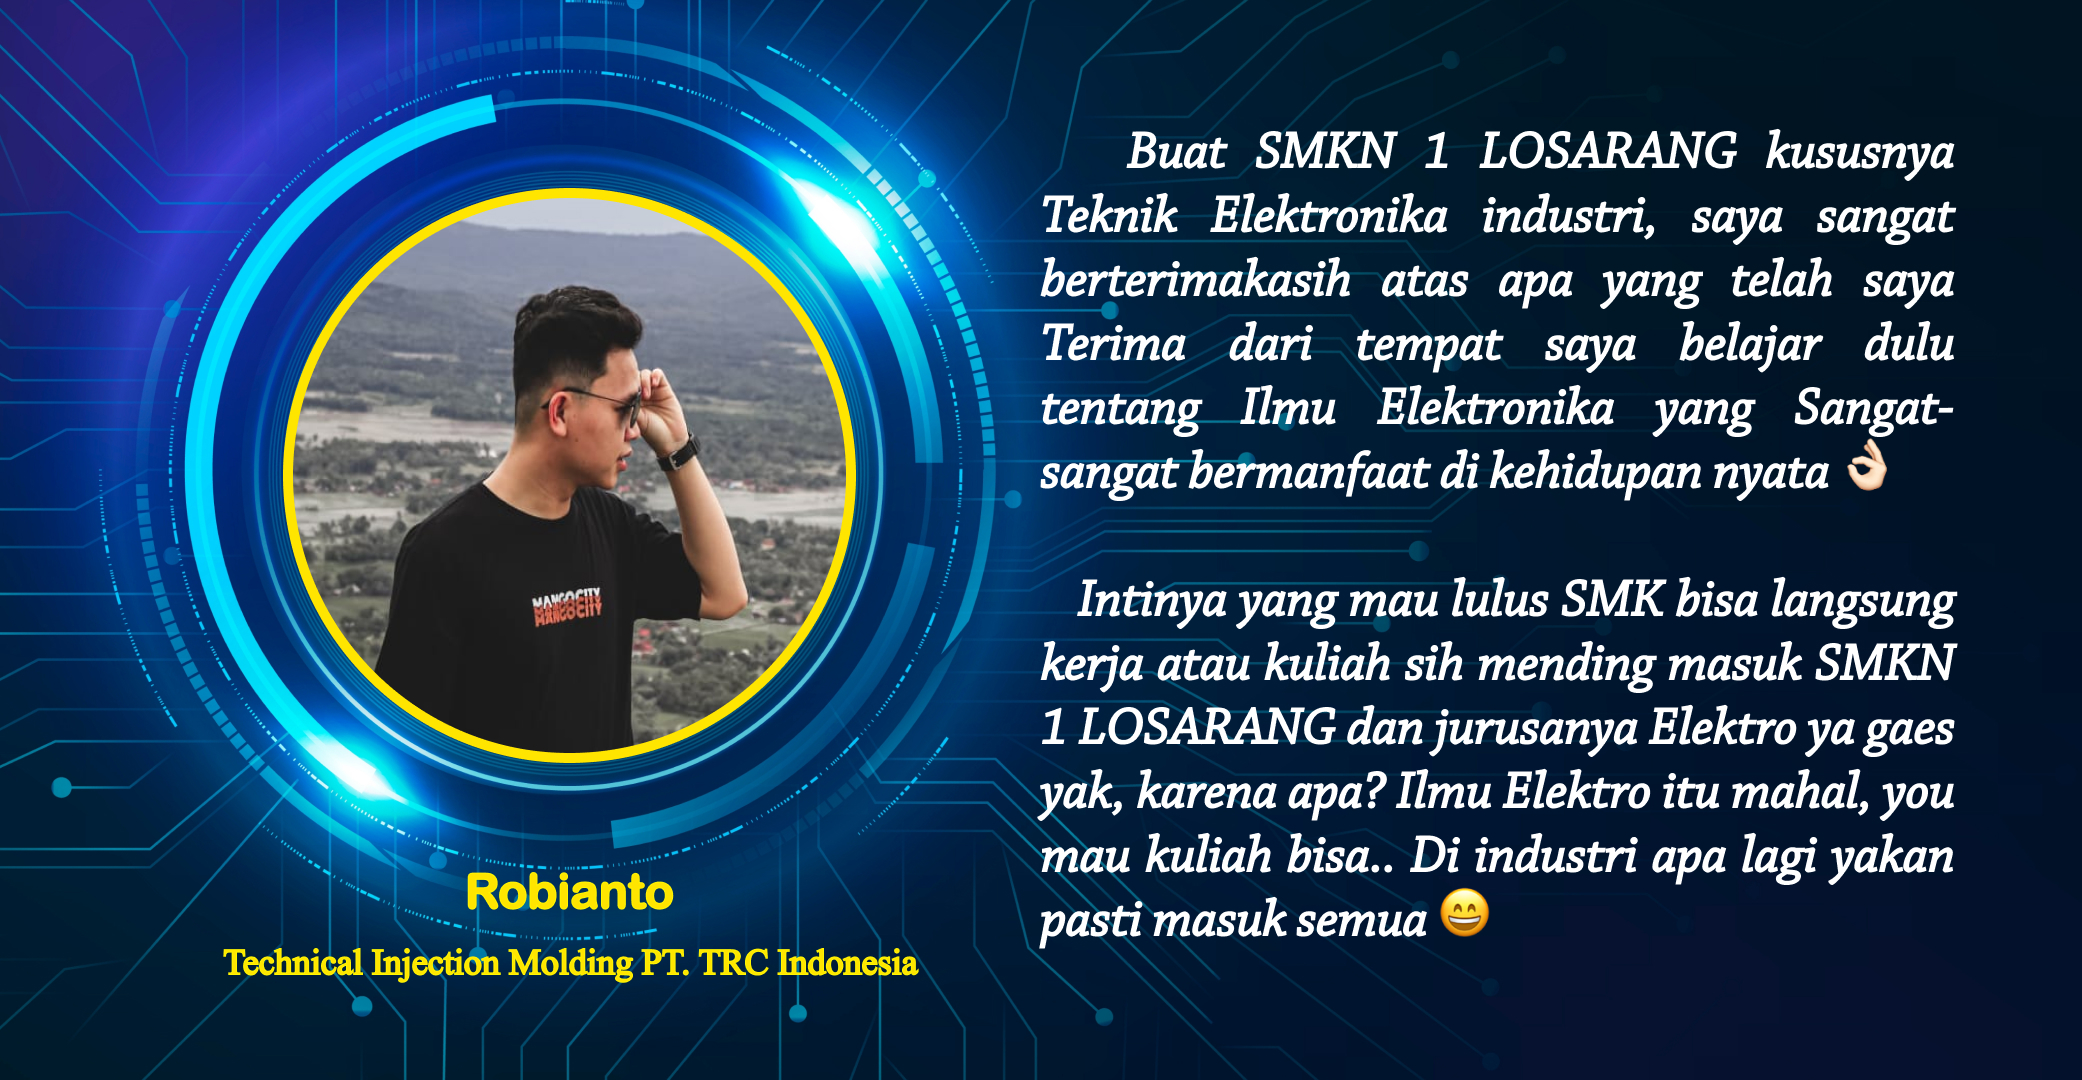 Buat SMKN 1 LOSARANG kususnya
Teknik Elektronika industri, saya sangat
berterimakasih atas apa yang telah saya
Terima dari tempat saya belajar dulu
tentang Ilmu Elektronika yang Sangat-
sangat bermanfaat di kehidupan nyata 👌🏻
Intinya yang mau lulus SMK bisa langsung
kerja atau kuliah sih mending masuk SMKN
1 LOSARANG dan jurusanya Elektro ya gaes
yak, karena apa? Ilmu Elektro itu mahal, you
mau kuliah bisa.. Di industri apa lagi yakan
pasti masuk semua 😄
MANGOCITY
MANGOCITY
MANGOCITY
Robianto
Technical Injection Molding PT. TRC Indonesia